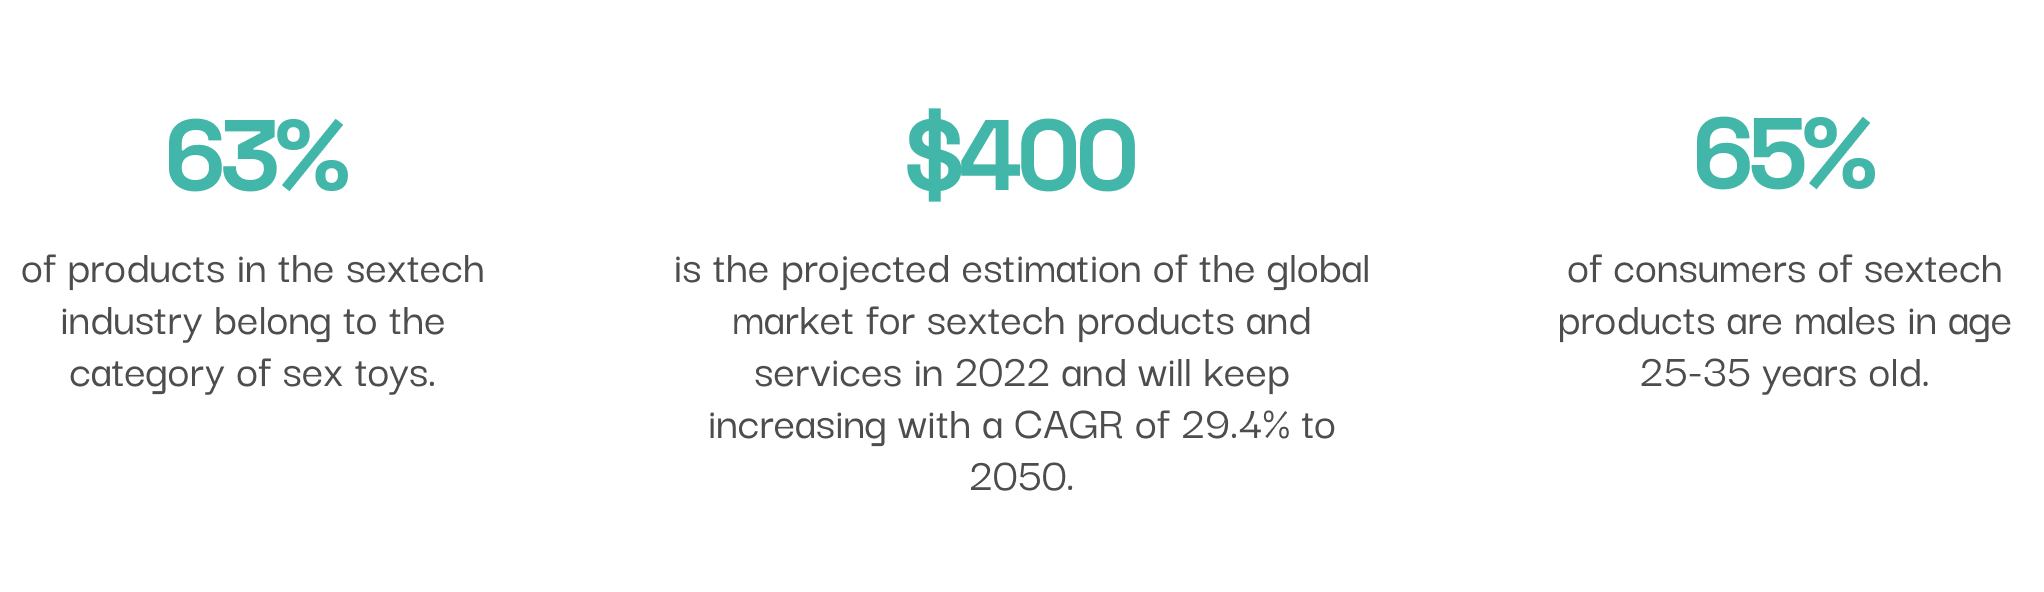 63%
of products in the sextech
industry belong to the
category of sex toys.
$400
is the projected estimation of the global
market for sextech products and
services in 2022 and will keep
increasing with a CAGR of 29.4% to
2050.
65%
of consumers of sextech
products are males in age
25-35 years old.